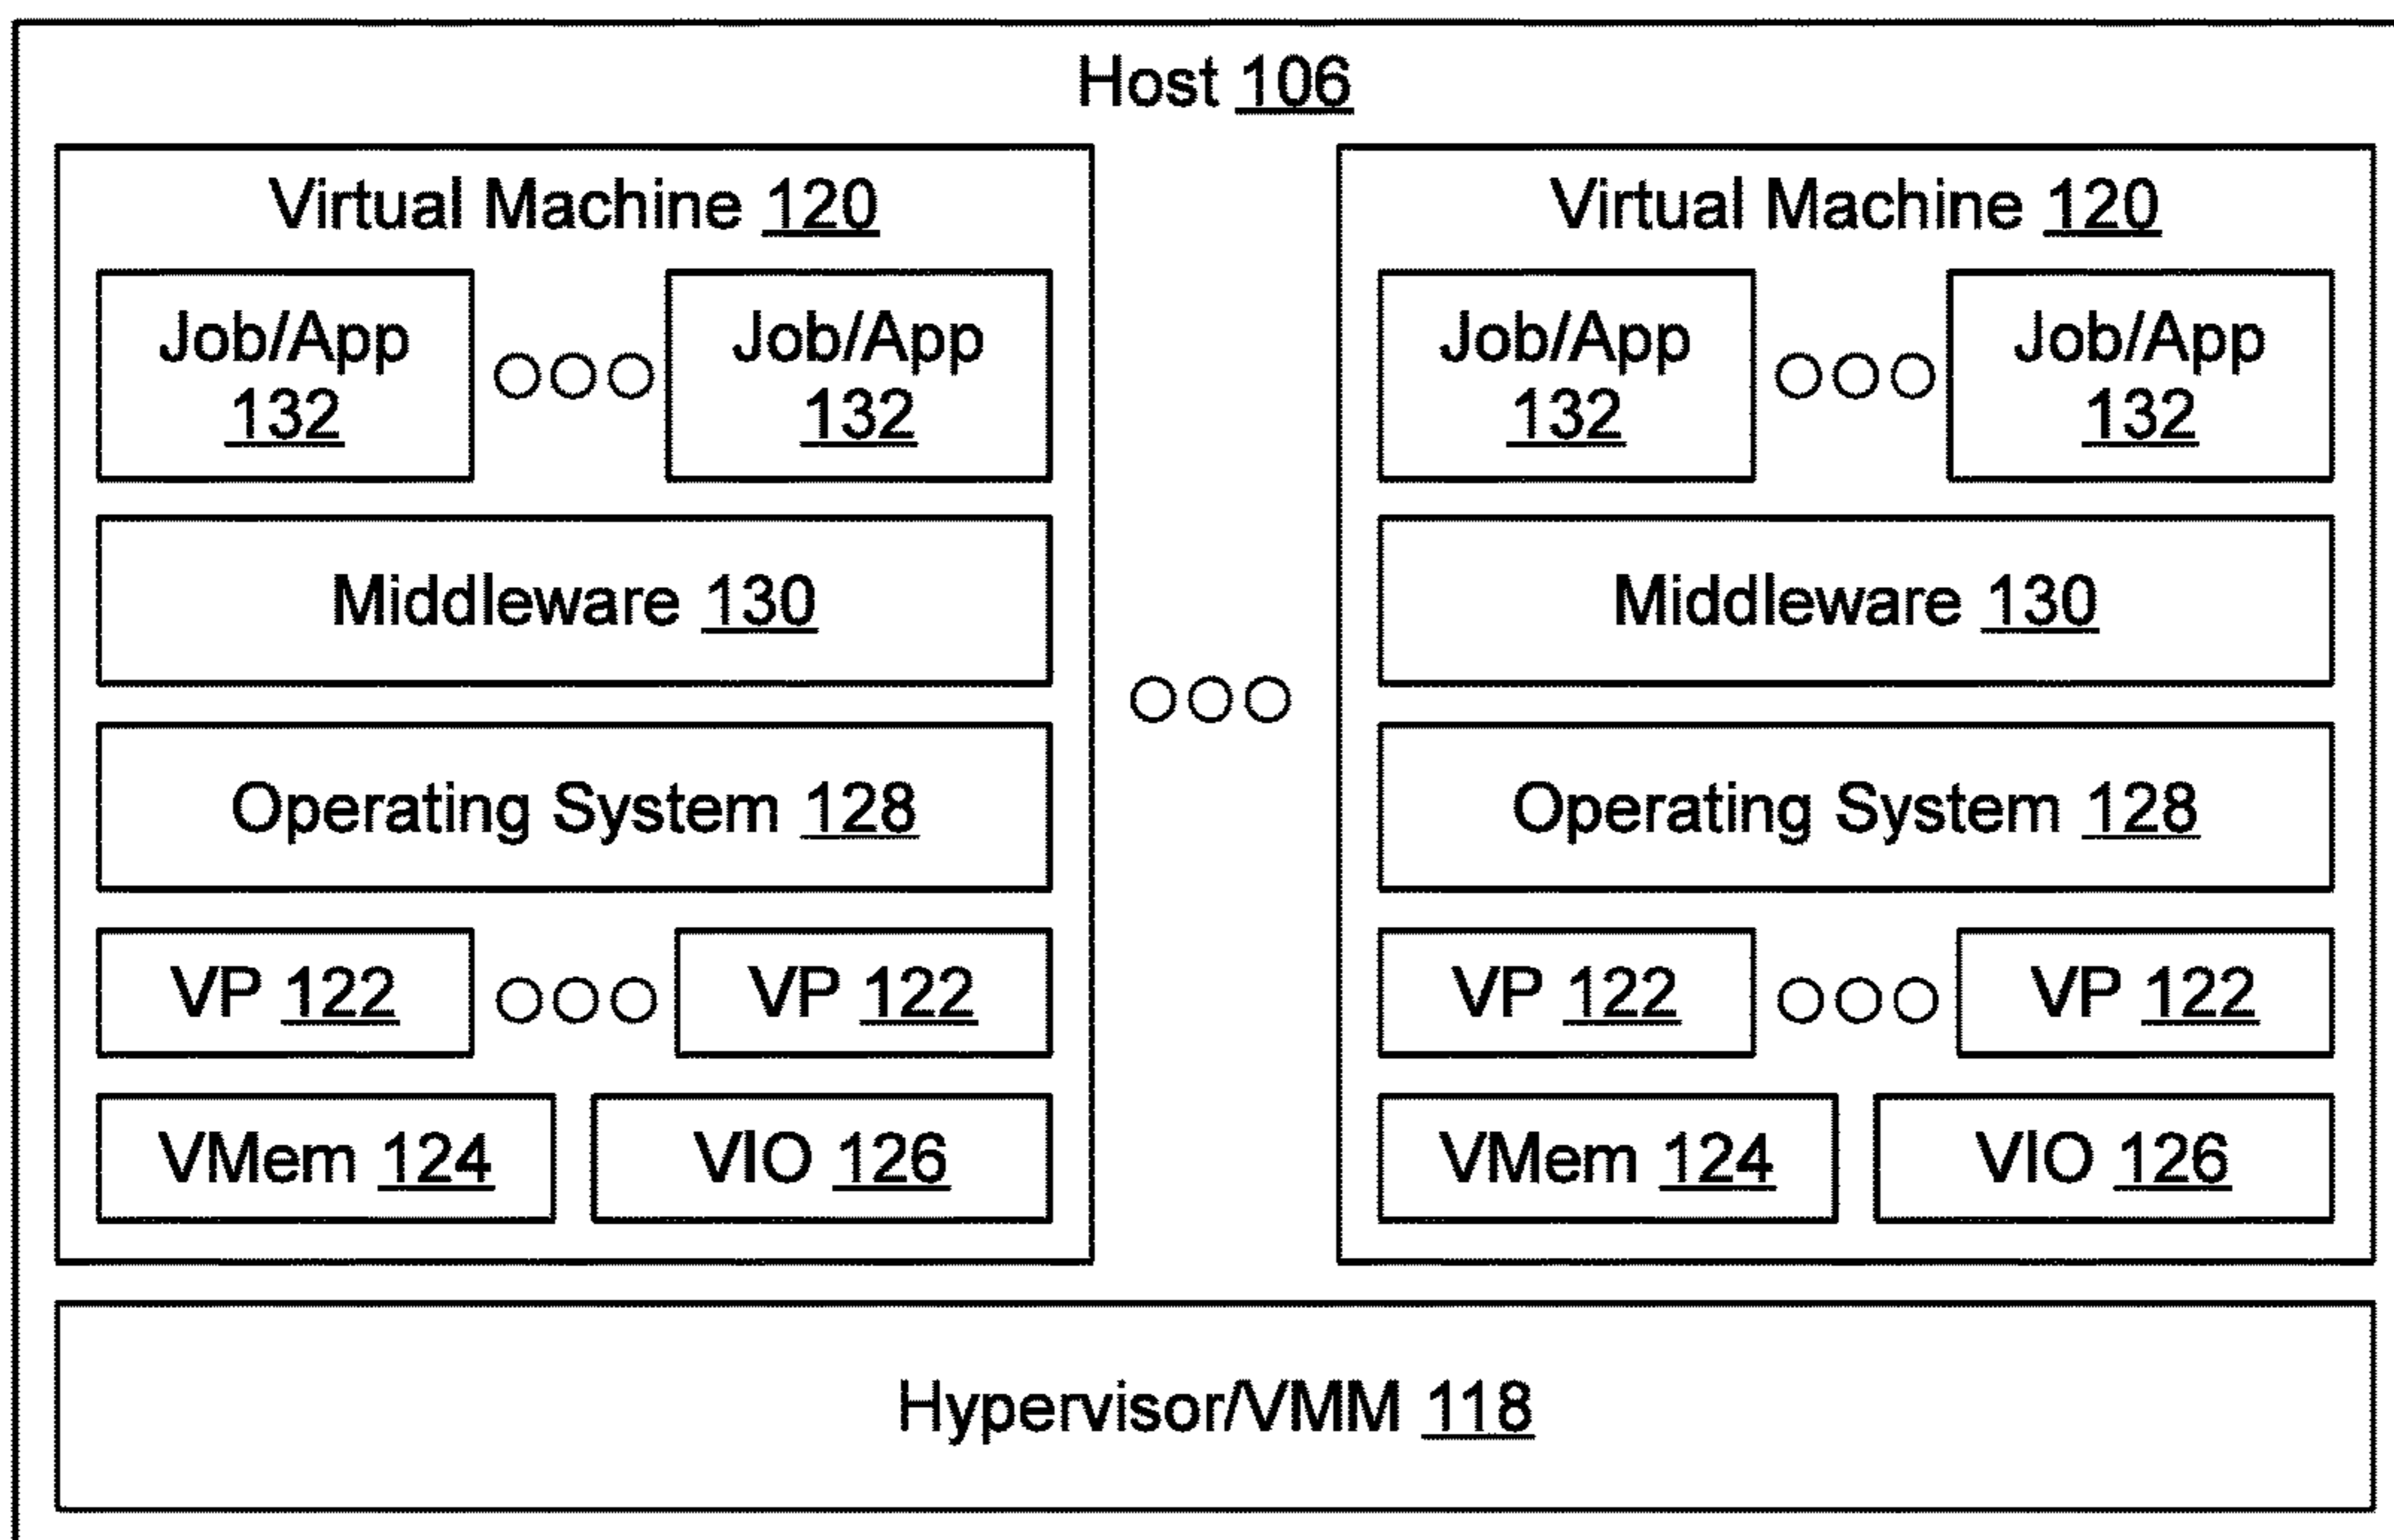 Host 106
Virtual Machine 120
Job/App
132
Job/App
132
Middleware 130
Operating System 128
VP 122
VP 122
VMem 124
VIO 126
Virtual Machine 120
Job/App
132
Job/App
132
Middleware 130
Operating System 128
VP 122
VP 122
VMem 124
VIO 126
Hypervisor/VMM 118